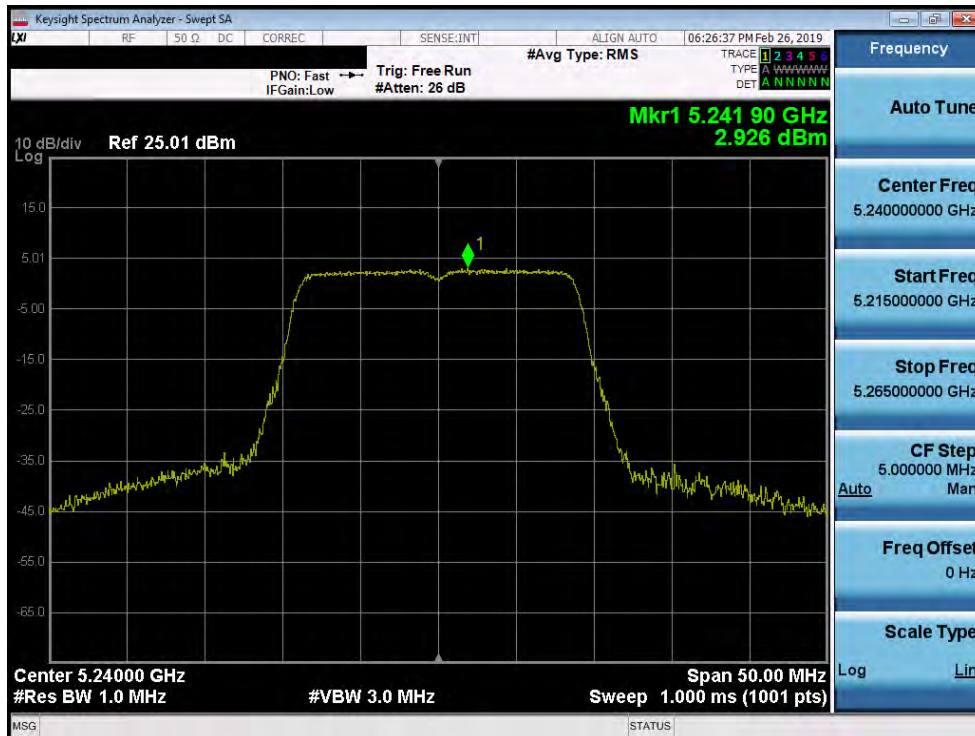 Keysight Spectrum Analyzer - Swept SA
LXI RF 50 Ω DC CORREC SENSE:INT ALIGN AUTO 06:26:37 PM Feb 26, 2019
#Avg Type: RMS
TRACE 1 2 3 4 5 6
PNO: Fast Trig: Free Run TYPE A WWWWW
IFGain:Low #Atten: 26 dB DET A N N N N N
Mkr1 5.241 90 GHz
2.926 dBm
10 dB/div Ref 25.01 dBm
Log
15.0
1
5.01
-5.00
-15.0
-25.0
-35.0
-45.0
-55.0
-65.0
Center 5.24000 GHz Span 50.00 MHz
#Res BW 1.0 MHz #VBW 3.0 MHz Sweep 1.000 ms (1001 pts)
MSG STATUS
Frequency
Auto Tune
Center Freq
5.240000000 GHz
Start Freq
5.215000000 GHz
Stop Freq
5.265000000 GHz
CF Step
5.000000 MHz
Auto Man
Freq Offset
0 Hz
Scale Type
Log Lin